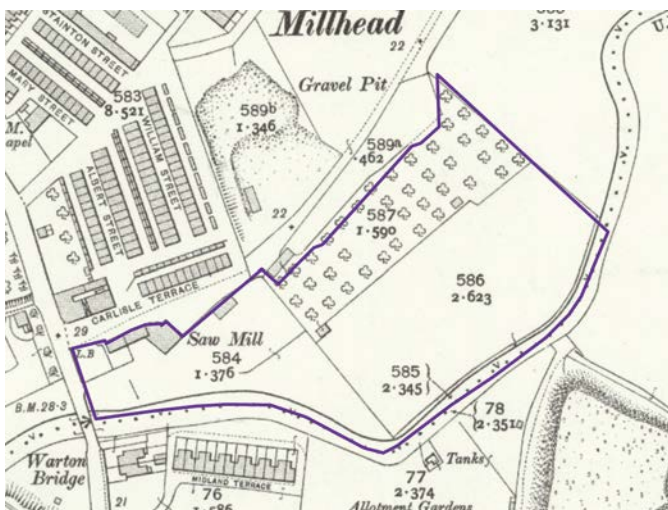 STAINTON STREET
MARY STREET
583
8·521
Millhead
22
3·131
U.
Gravel Pit
589b
1·346
589a
·462
M.
WILLIAM STREET
ALBERT STREET
22
587
1·590
586
2·623
CARLISLE TERRACE
29
L.B
Saw Mill
584
1·376
585
2·345
78
B.M.28·3
Warton
Bridge
MIDLAND TERRACE
Tanks
77
2·374
21
76
Allotment Gardens